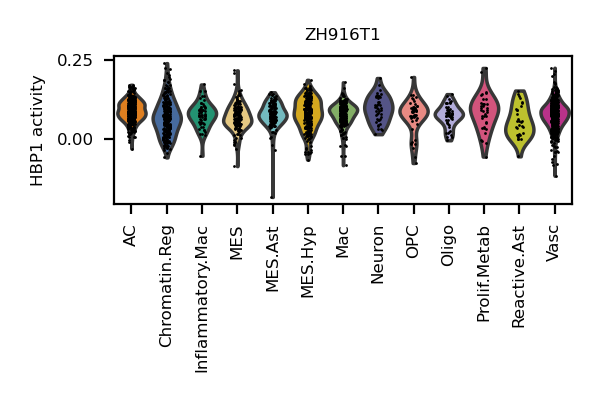 ZH916T1
HBP1 activity
0.25
0.00
AC
Chromatin.Reg
Inflammatory.Mac
MES
MES.Ast
MES.Hyp
Mac
Neuron
OPC
Oligo
Prolif.Metab
Reactive.Ast
Vasc